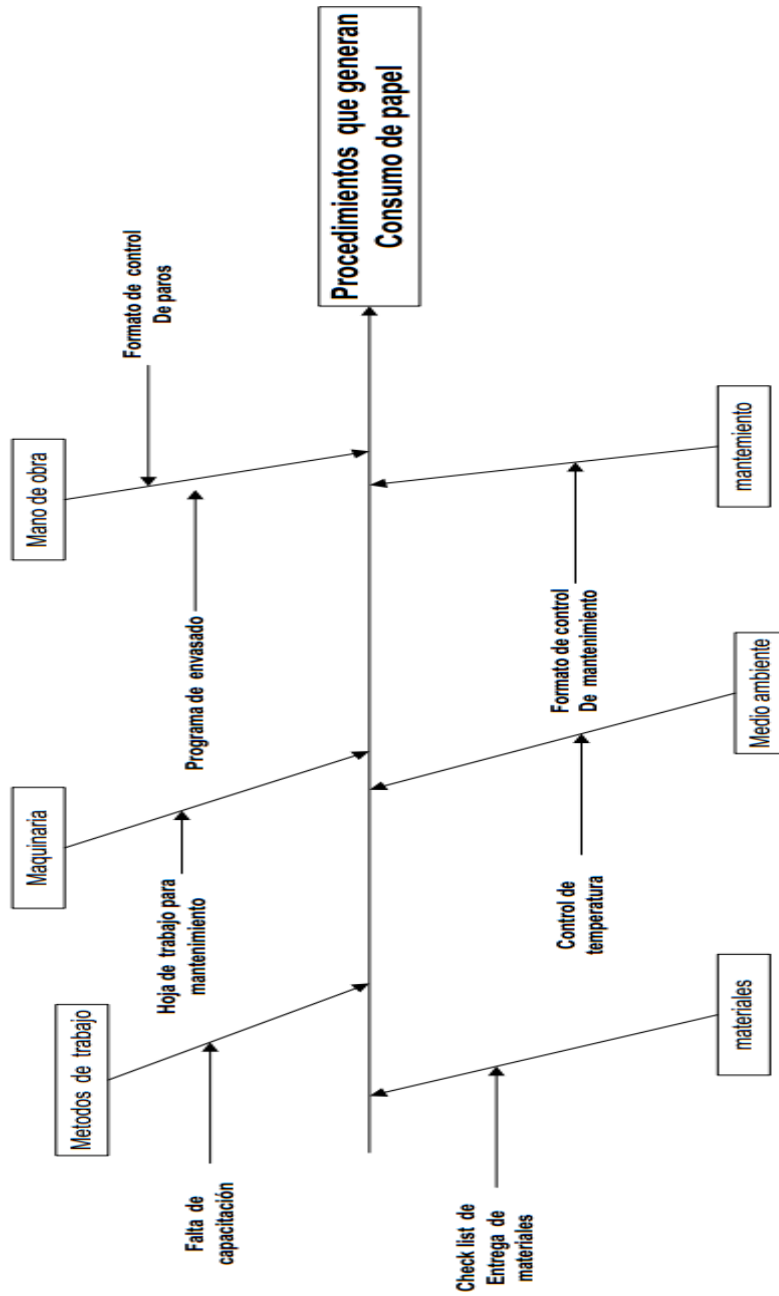 Metodos de trabajo
Maquinaria
Mano de obra
Falta de
capacitación
Hoja de trabajo para
mantenimiento
Programa de envasado
Formato de control
De paros
Procedimientos que generan
Consumo de papel
Check list de
Entrega de
materiales
Control de
temperatura
Formato de control
De mantenimiento
materiales
Medio ambiente
mantemiento